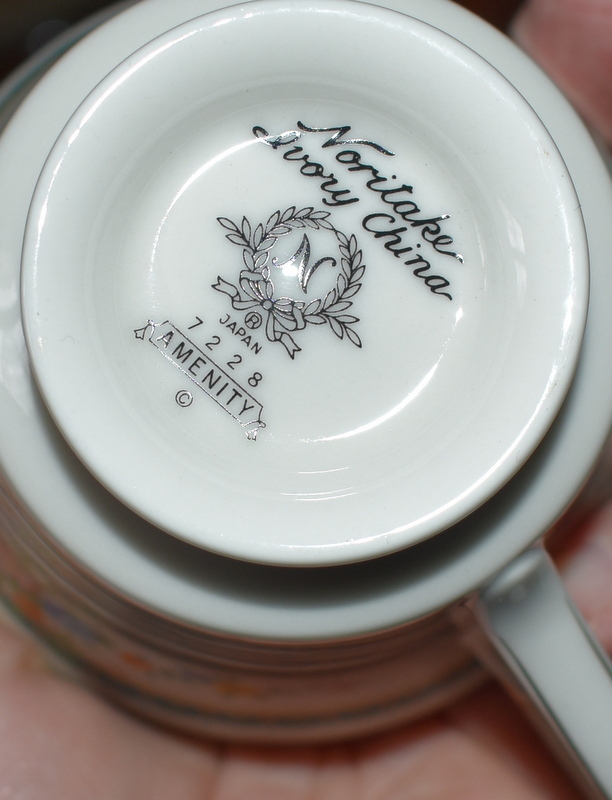 Noritake
Ivory China
N
®
JAPAN
7228
AMENITY
©